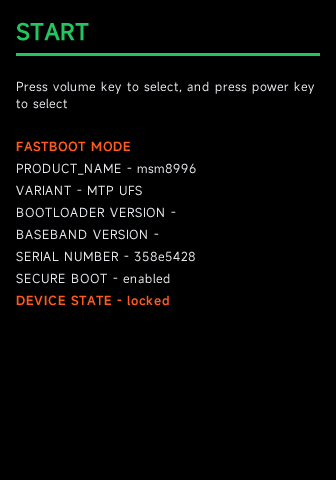 START
Press volume key to select, and press power key
to select
FASTBOOT MODE
PRODUCT_NAME - msm8996
VARIANT - MTP UFS
BOOTLOADER VERSION -
BASEBAND VERSION -
SERIAL NUMBER - 358e5428
SECURE BOOT - enabled
DEVICE STATE - locked